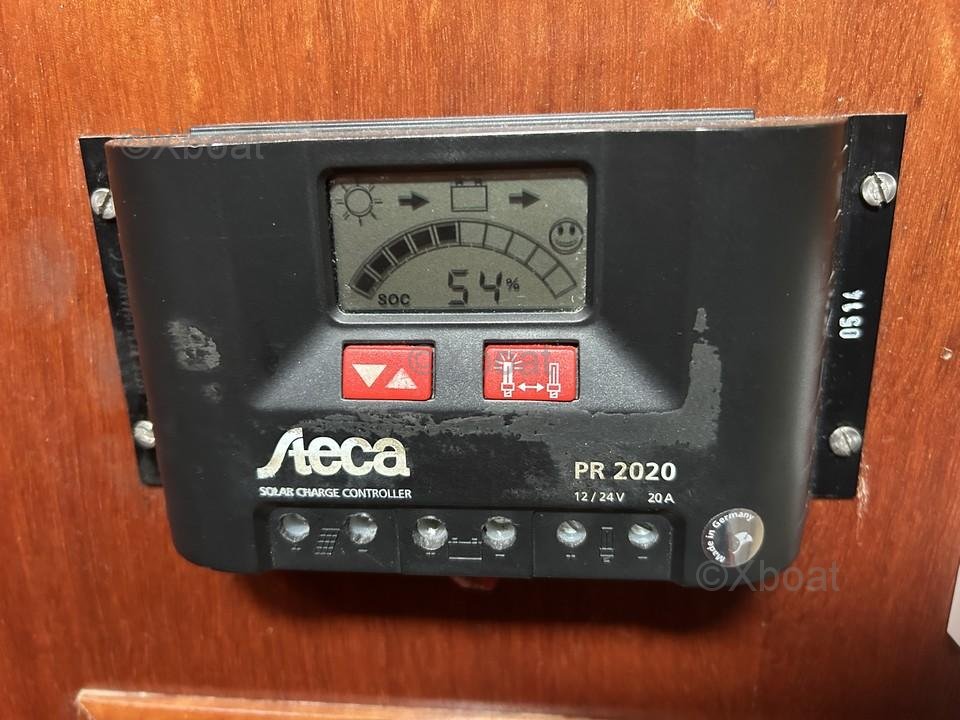 ©Xboat
SOC 54%
0514
Steca
SOLAR CHARGE CONTROLLER
PR 2020
12/24V 20A
Made in Germany
©Xboat